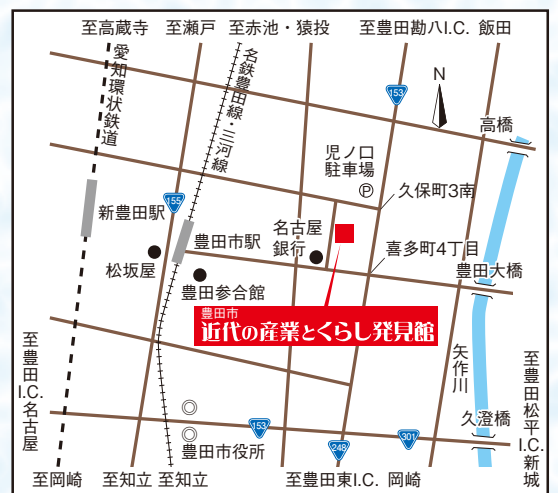 至高蔵寺
至瀬戸
至赤池・猿投
至豊田勘八I.C. 飯田
愛知環状鉄道
名鉄豊田線・三河線
153
N
高橋
児ノ口
駐車場
P
久保町3南
新豊田駅
155
豊田市駅
名古屋
銀行
喜多町4丁目
松坂屋
豊田参合館
豊田大橋
豊田市
近代の産業とくらし発見館
至豊田I.C.名古屋
矢作川
至豊田松平I.C.新城
久澄橋
153
301
豊田市役所
248
至岡崎
至知立
至知立
至豊田東I.C. 岡崎